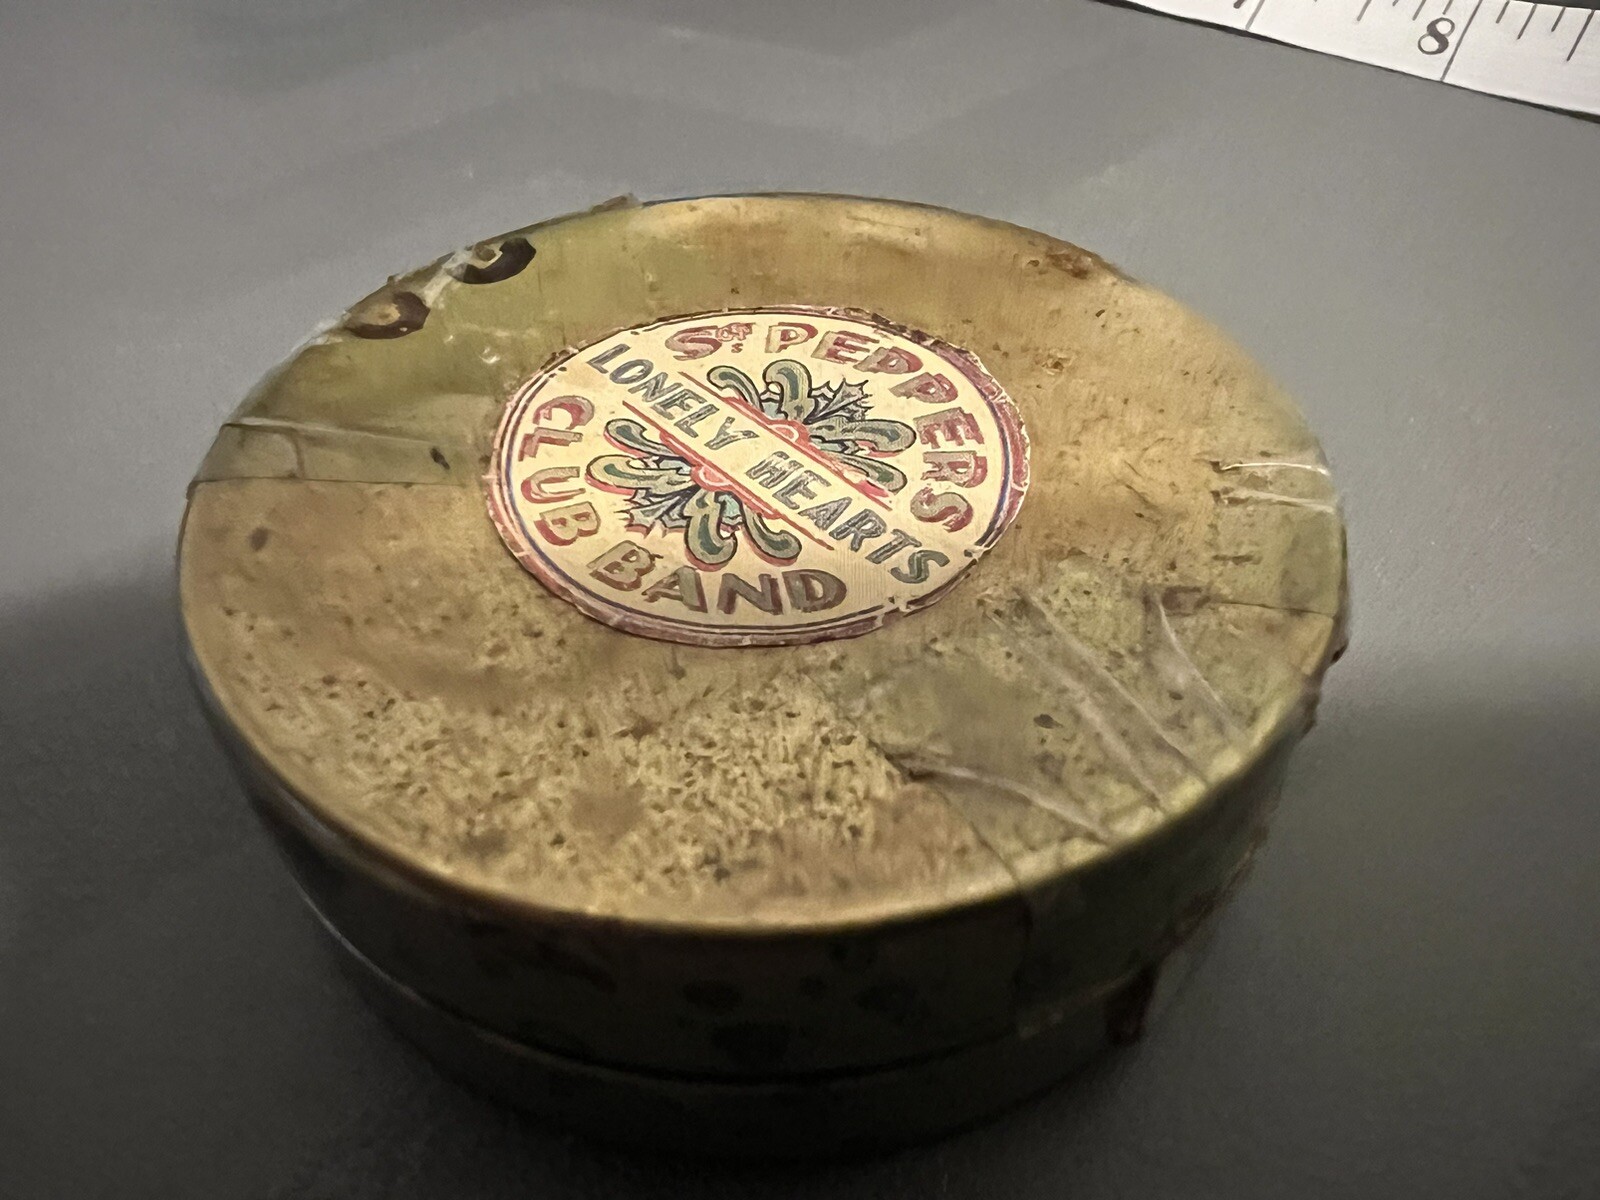 Sgt PEPPERS
LONELY HEARTS
CLUB BAND
8